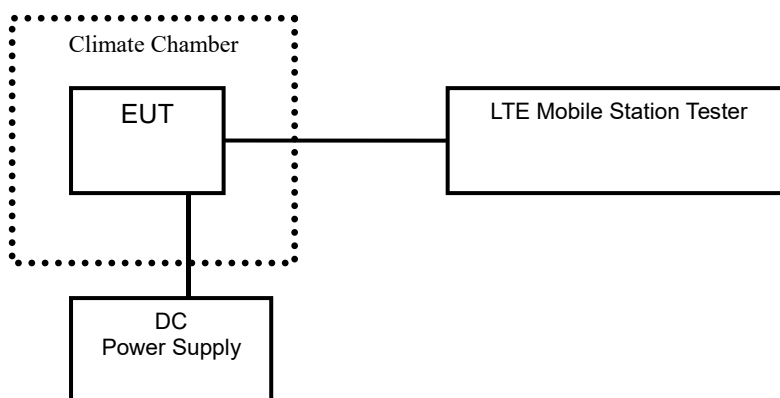 Climate Chamber
EUT
LTE Mobile Station Tester
DC
Power Supply